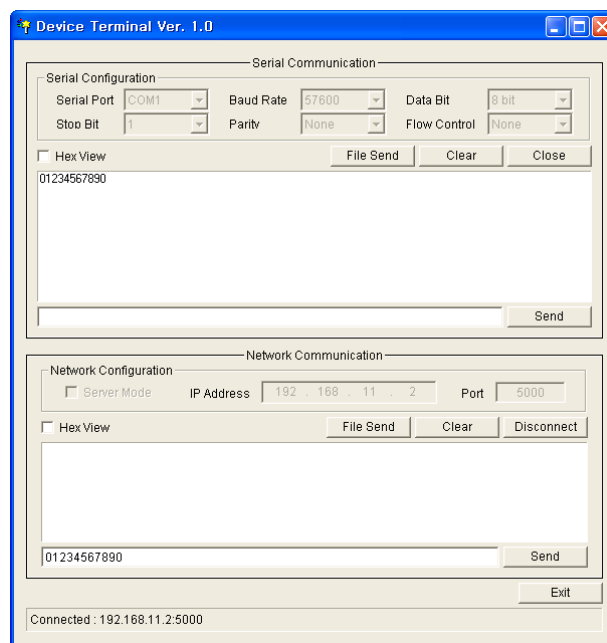 Device Terminal Ver. 1.0
Serial Communication
Serial Configuration
Serial Port COM1 Baud Rate 57600 Data Bit 8 bit
Stop Bit 1 Parity None Flow Control None
Hex View File Send Clear Close
01234567890
Send
Network Communication
Network Configuration
Server Mode IP Address 192 . 168 . 11 . 2 Port 5000
Hex View File Send Clear Disconnect
01234567890 Send
Exit
Connected : 192.168.11.2:5000